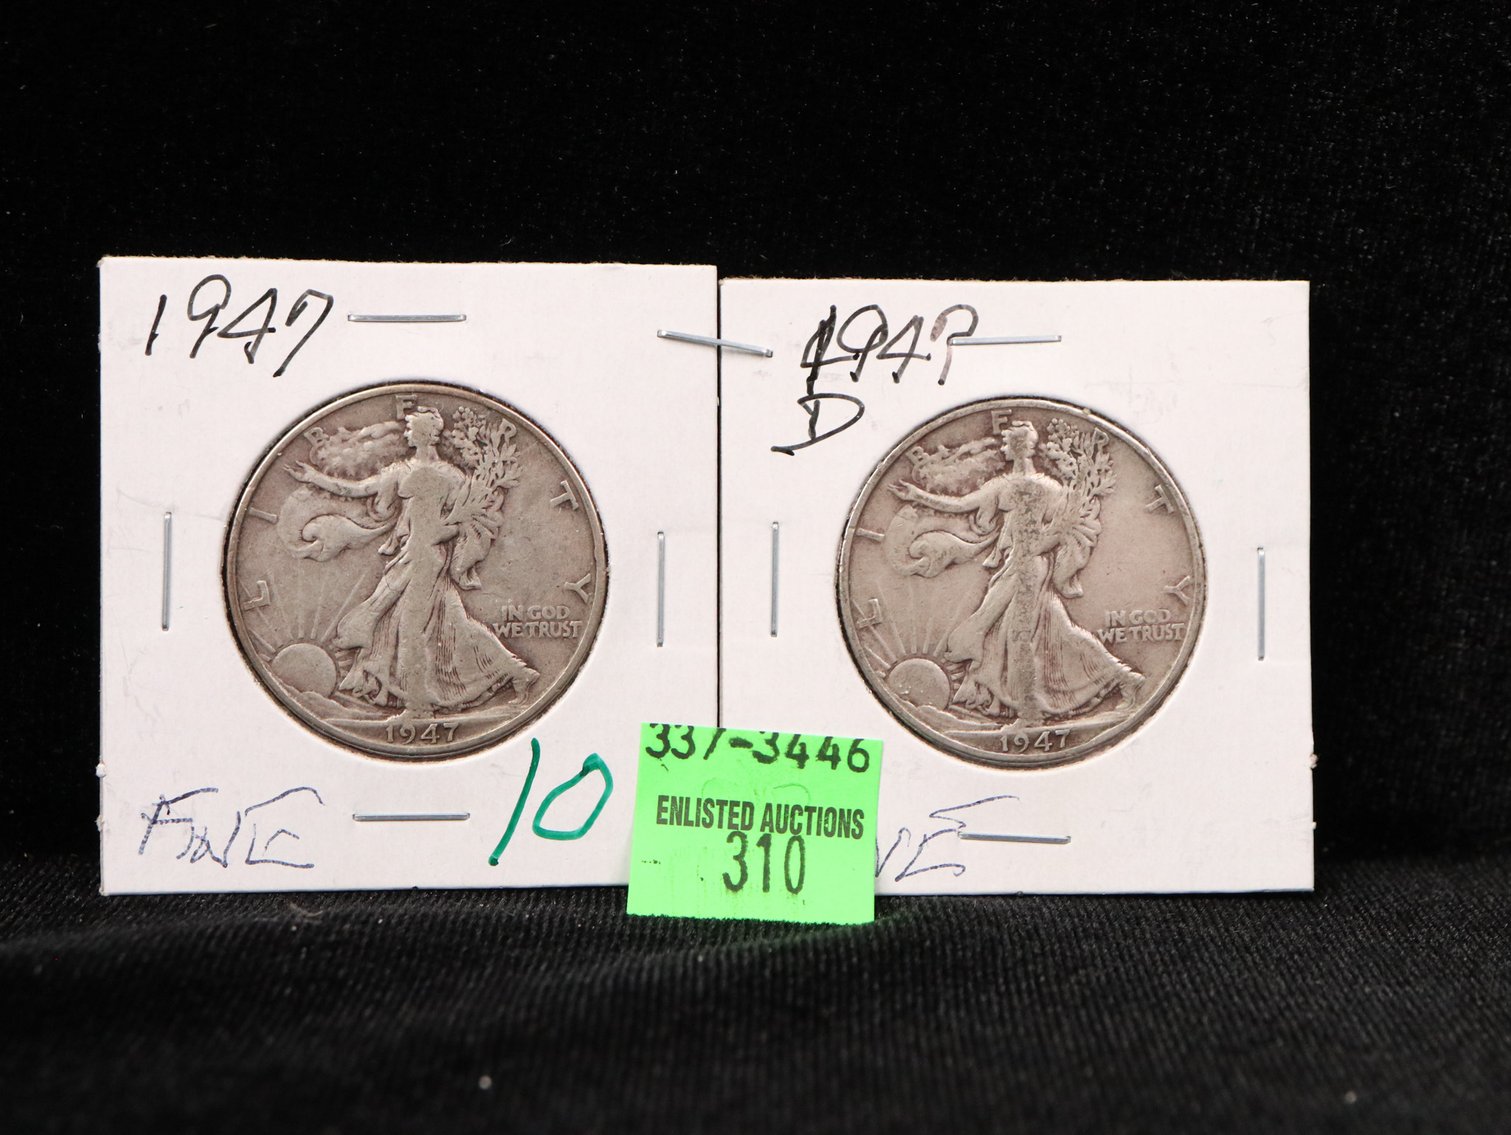 1947
LIBERTY
IN GOD
WE TRUST
1947
FINE
10
1947
D
LIBERTY
IN GOD
WE TRUST
1947
337-3446
ENLISTED AUCTIONS
310